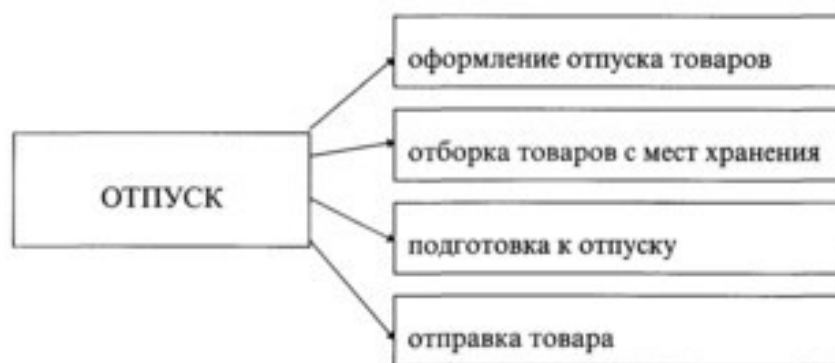 оформление отпуска товаров
отборка товаров с мест хранения
ОТПУСК
подготовка к отпуску
отправка товара